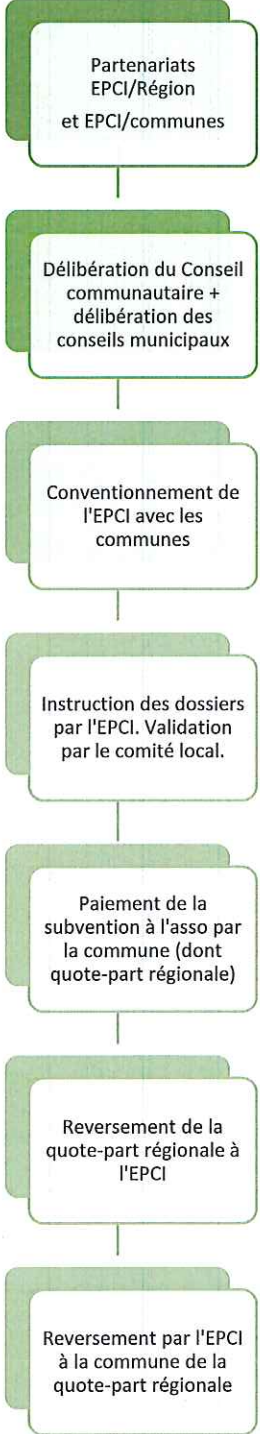 Partenariats
EPCI/Région
et EPCI/communes
Délibération du Conseil
communautaire +
délibération des
conseils municipaux
Conventionnement de
l'EPCI avec les
communes
Instruction des dossiers
par l'EPCI. Validation
par le comité local.
Paiement de la
subvention à l'asso par
la commune (dont
quote-part régionale)
Reversement de la
quote-part régionale à
l'EPCI
Reversement par l'EPCI
à la commune de la
quote-part régionale